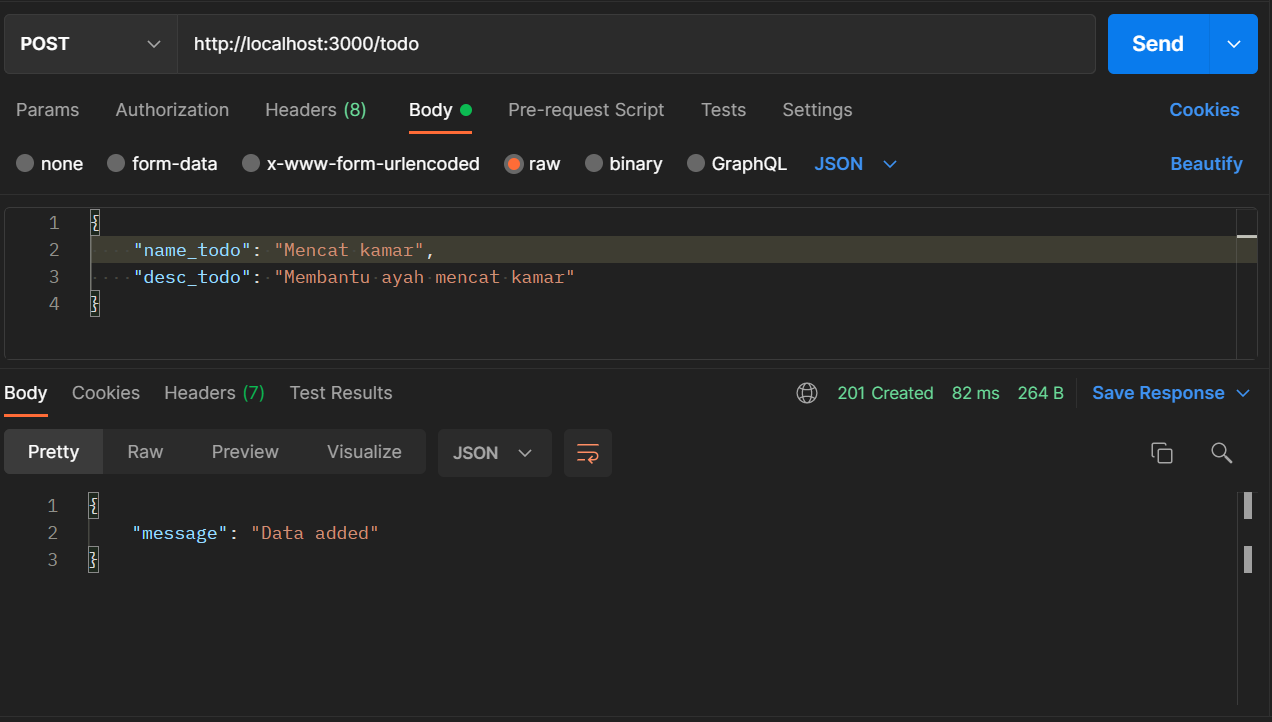 POST http://localhost:3000/todo Send
Params Authorization Headers (8) Body Pre-request Script Tests Settings Cookies
none form-data x-www-form-urlencoded raw binary GraphQL JSON Beautify
1 {
2 "name_todo": "Mencat kamar",
3 "desc_todo": "Membantu ayah mencat kamar"
4 }
Body Cookies Headers (7) Test Results 201 Created 82 ms 264 B Save Response
Pretty Raw Preview Visualize JSON
1 {
2 "message": "Data added"
3 }